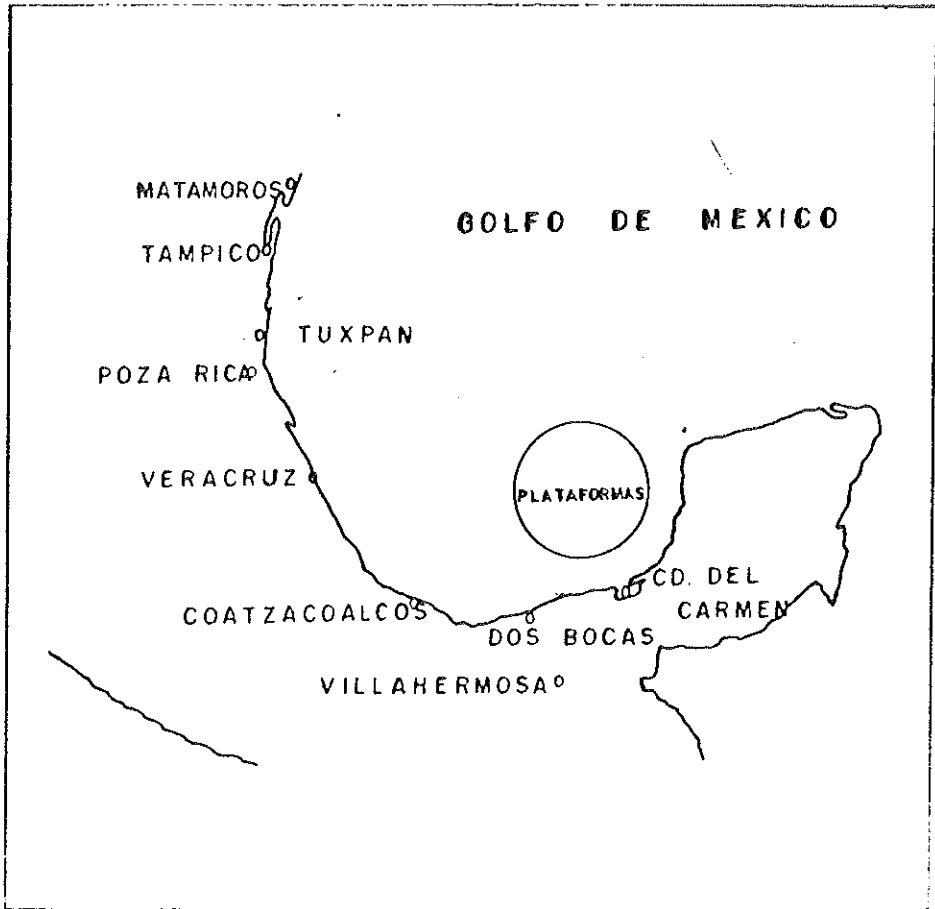 MATAMOROS
GOLFO DE MEXICO
TAMPICO
TUXPAN
POZA RICA
VERACRUZ
PLATAFORMAS
CD. DEL
CARMEN
COATZACOALCOS
DOS BOCAS
VILLAHERMOSA